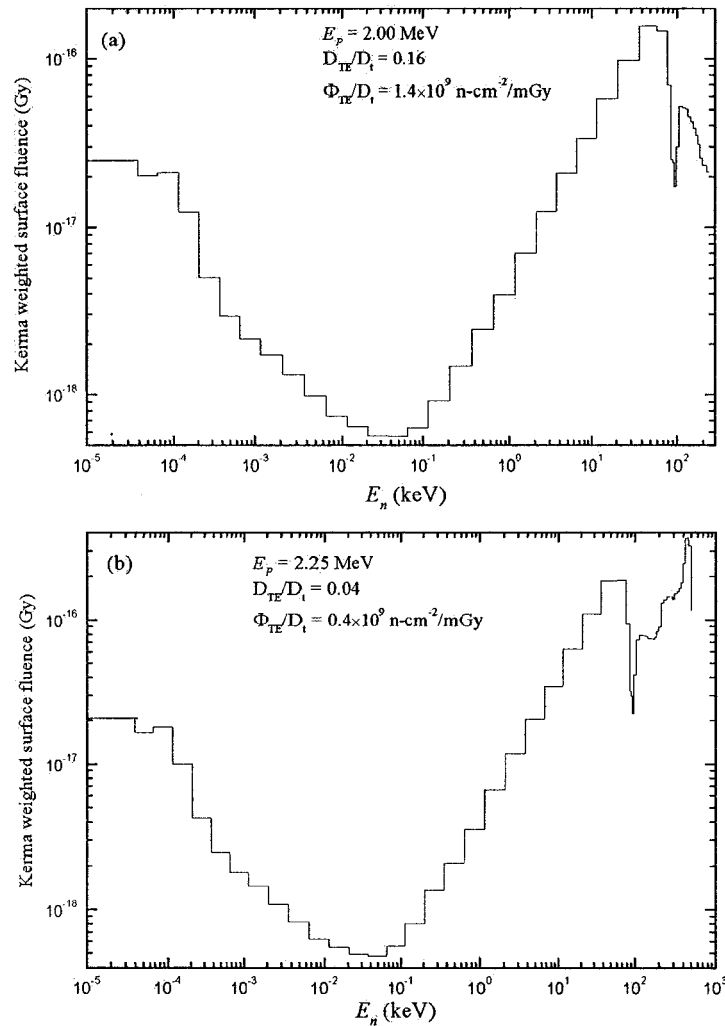 (a)
E_p = 2.00 MeV
D_TE/D_t = 0.16
Φ_TE/D_t = 1.4×10^9 n-cm^-2/mGy
Kerma weighted surface fluence (Gy)
10^-16
10^-17
10^-18
10^-5 10^-4 10^-3 10^-2 10^-1 10^0 10^1 10^2
E_n (keV)
(b)
E_p = 2.25 MeV
D_TE/D_t = 0.04
Φ_TE/D_t = 0.4×10^9 n-cm^-2/mGy
Kerma weighted surface fluence (Gy)
10^-16
10^-17
10^-18
10^-5 10^-4 10^-3 10^-2 10^-1 10^0 10^1 10^2 10^3
E_n (keV)